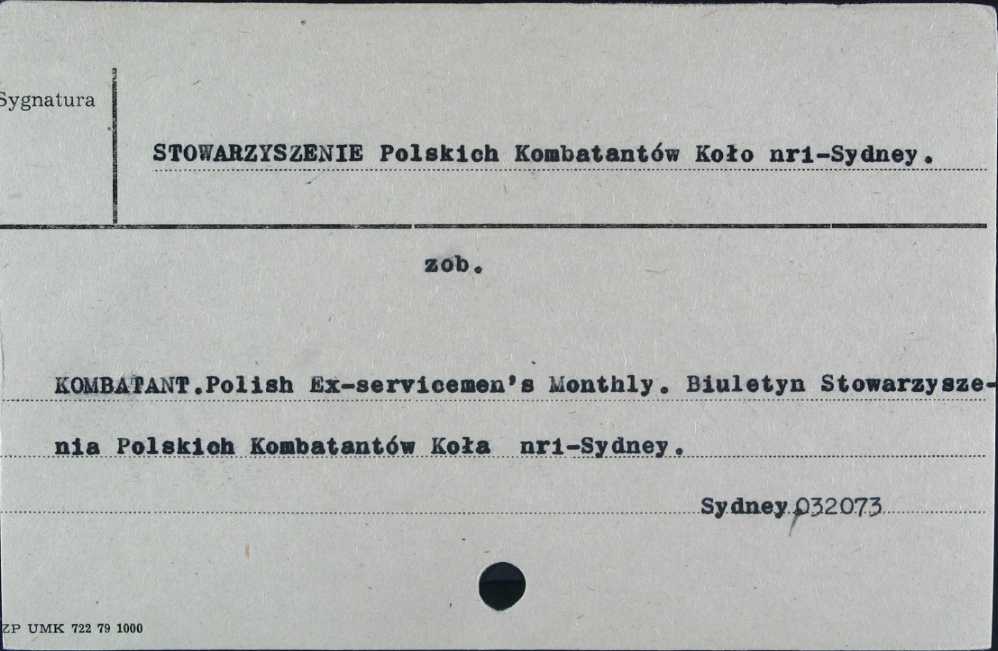 Sygnatura
STOWARZYSZENIE Polskich Kombatantów Koło nr1-Sydney.
zob.
KOMBATANT.Polish Ex-servicemen's Monthly. Biuletyn Stowarzysze-
nia Polskich Kombatantów Koła nr1-Sydney.
Sydney,032073
ZP UMK 722 79 1000